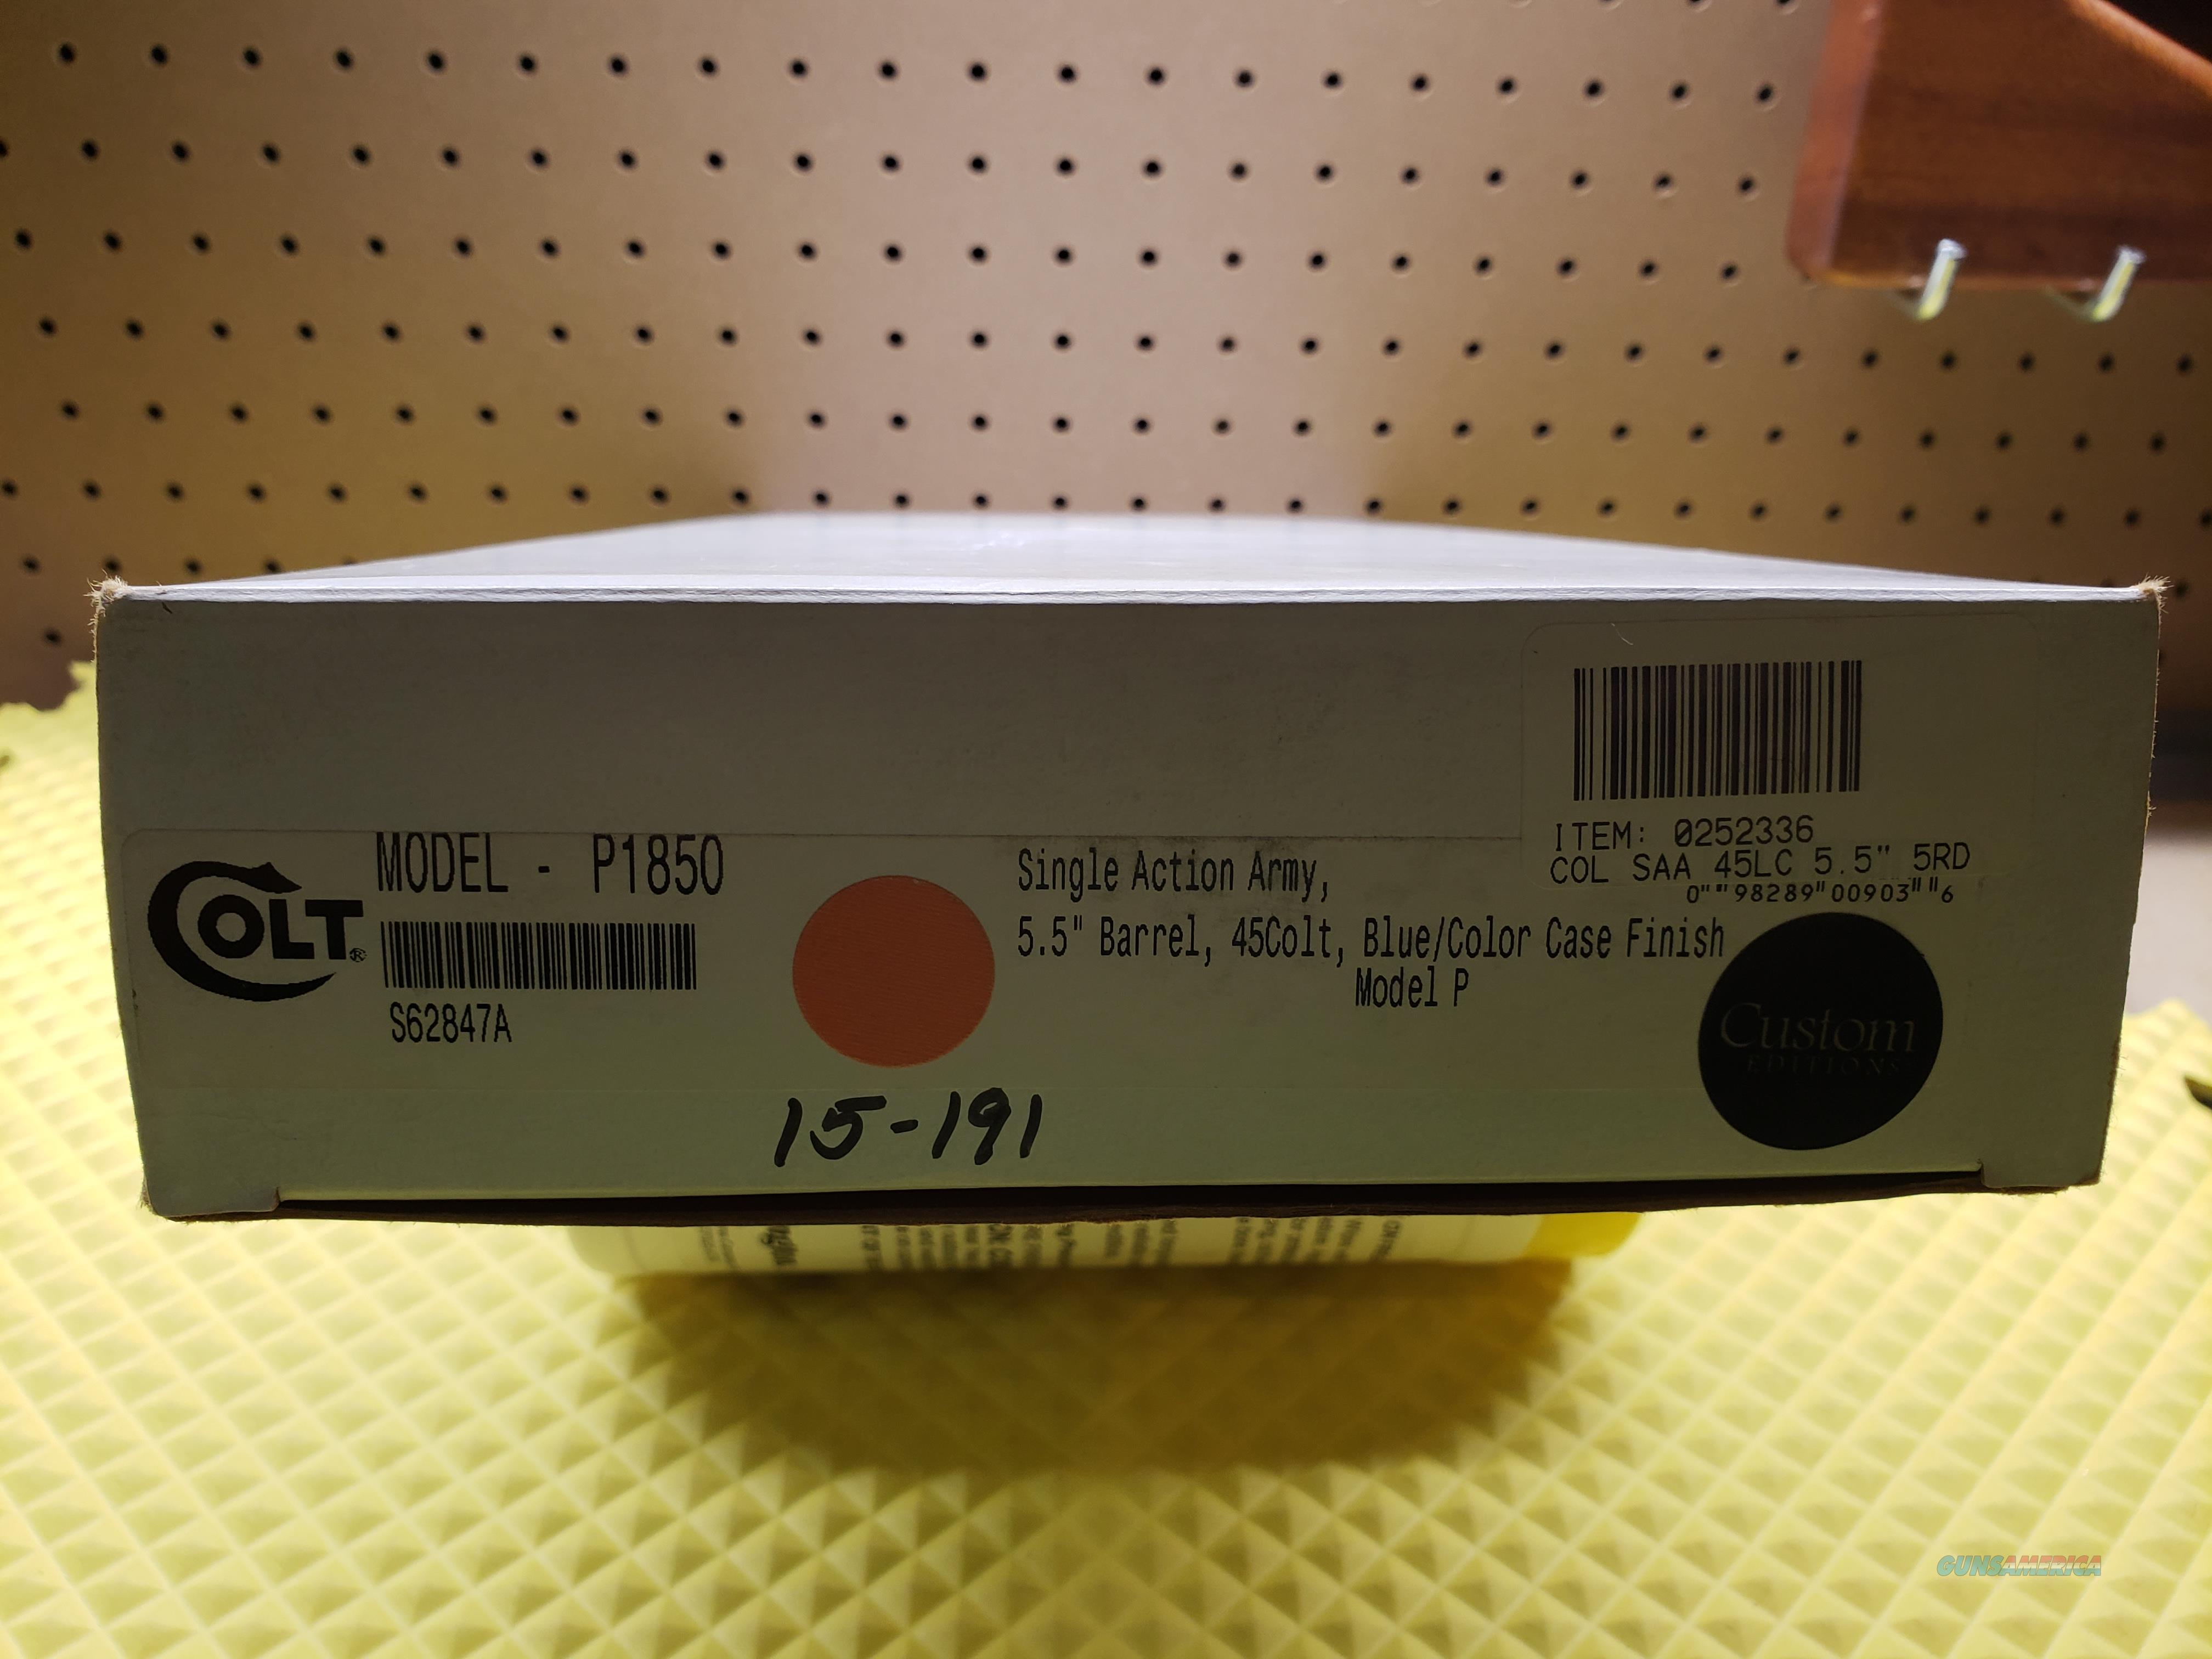 COLT®
MODEL - P1850
S62847A
Single Action Army,
5.5" Barrel, 45Colt, Blue/Color Case Finish
Model P
ITEM: 0252336
COL SAA 45LC 5.5" 5RD
0""98289"00903""6
Custom
EDITIONS
15-191
GUNSAMERICA